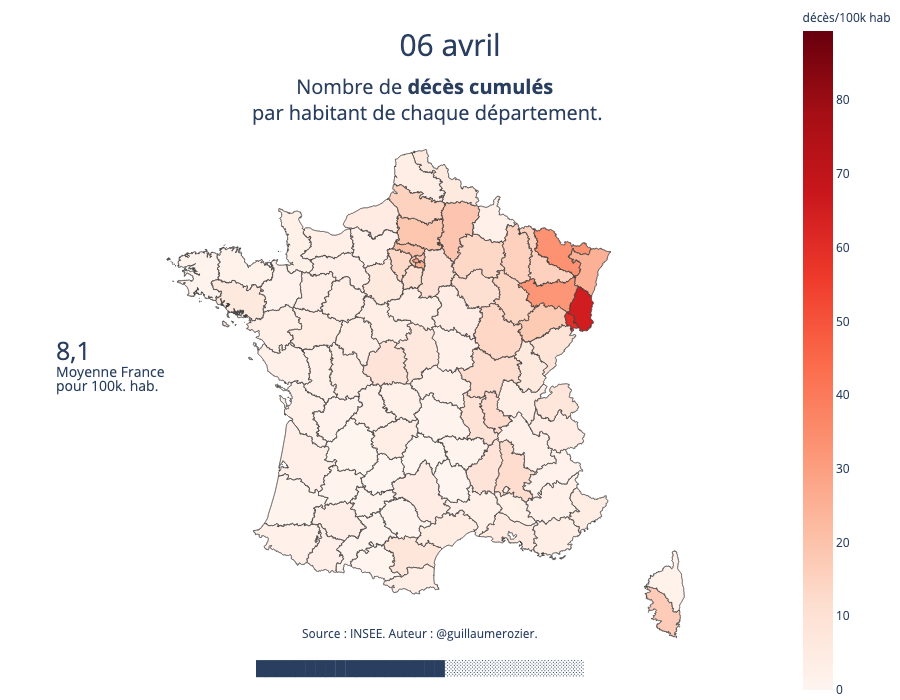 décès/100k hab
06 avril
Nombre de décès cumulés
par habitant de chaque département.
80
70
60
50
40
30
20
10
0
8,1
Moyenne France
pour 100k. hab.
Source : INSEE. Auteur : @guillaumerozier.